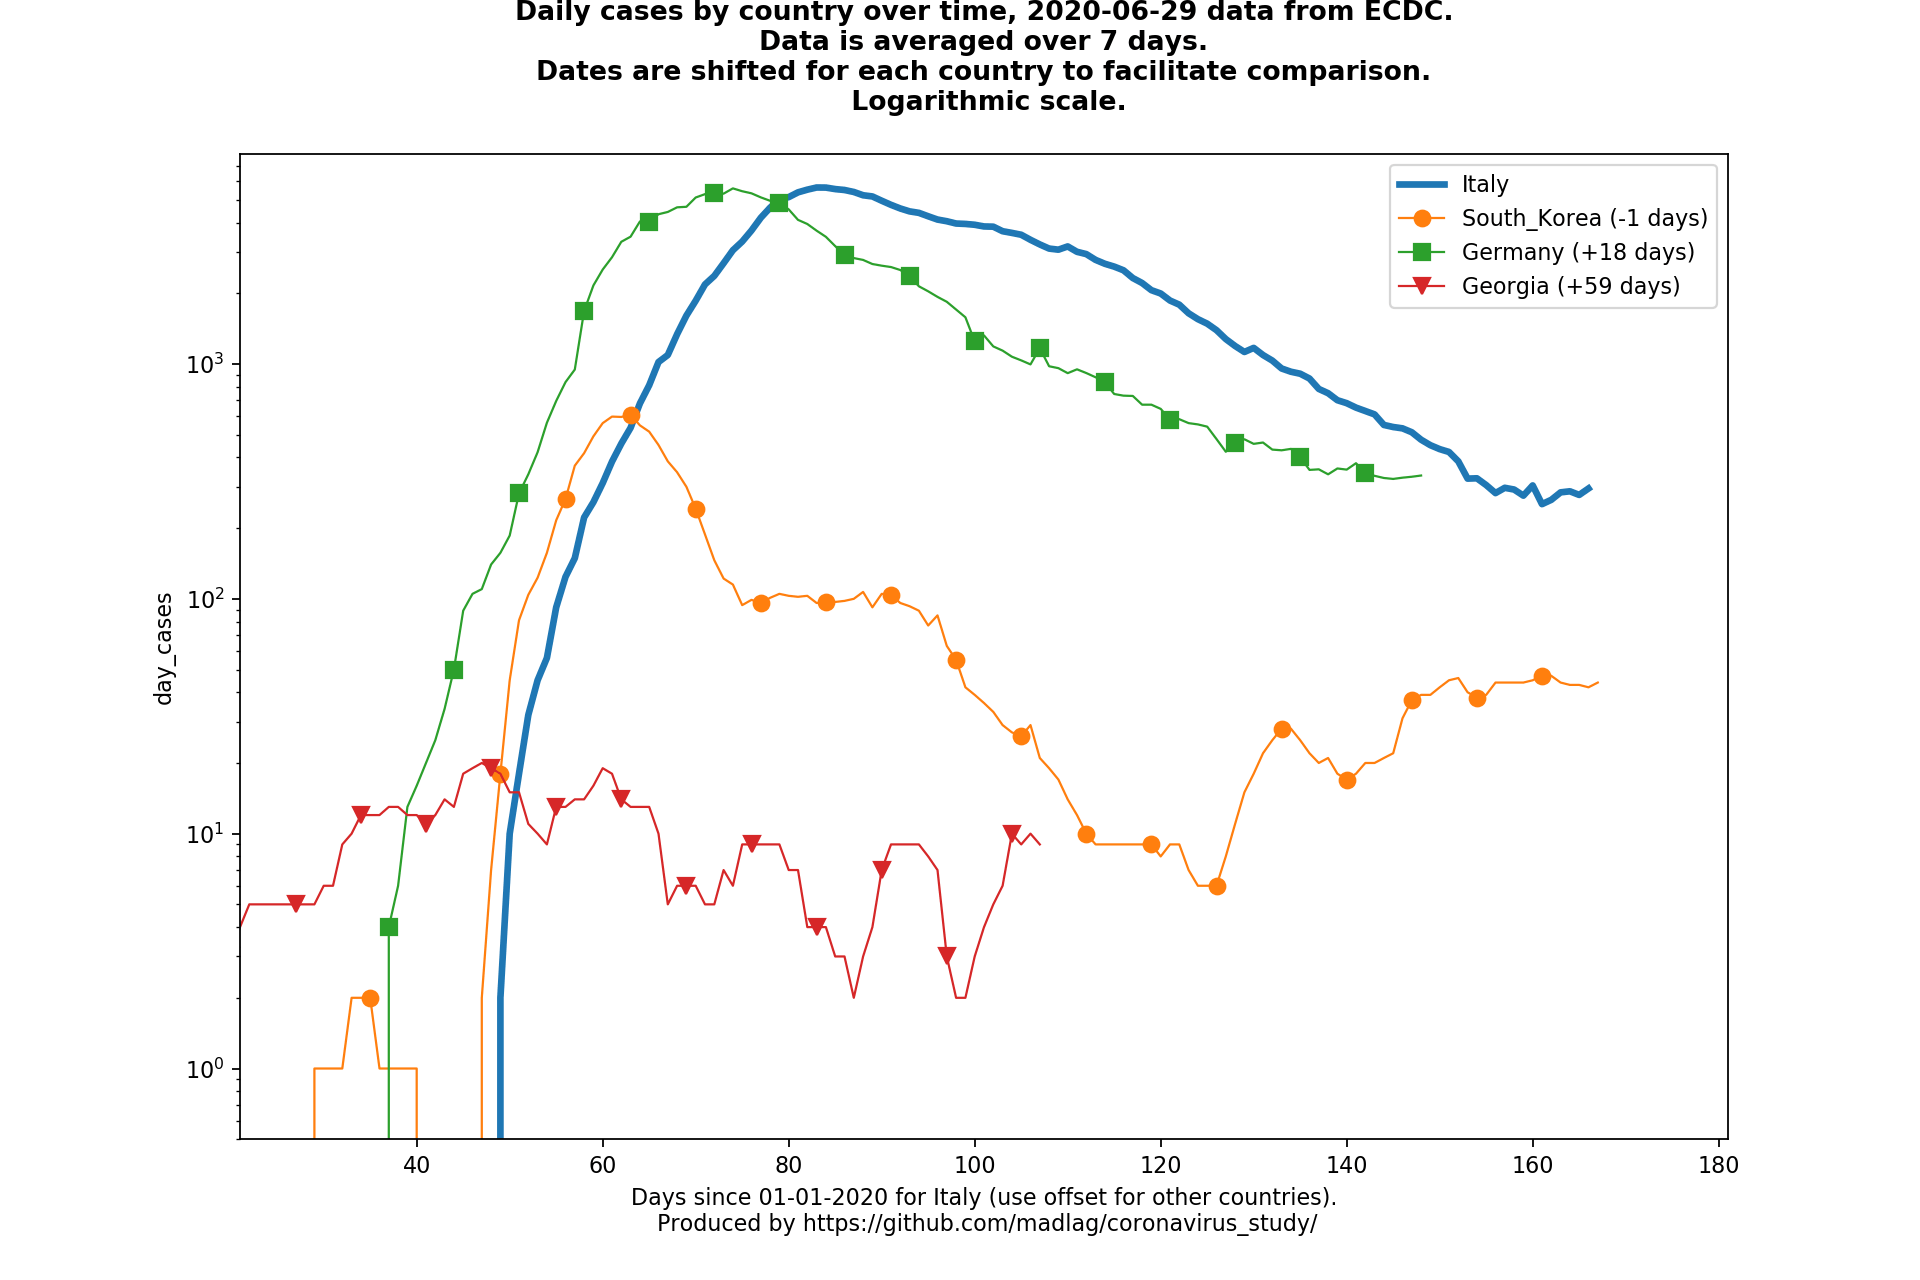 Daily cases by country over time, 2020-06-29 data from ECDC.
Data is averaged over 7 days.
Dates are shifted for each country to facilitate comparison.
Logarithmic scale.
Italy
South_Korea (-1 days)
Germany (+18 days)
Georgia (+59 days)
10³
10²
10¹
10⁰
day_cases
40 60 80 100 120 140 160 180
Days since 01-01-2020 for Italy (use offset for other countries).
Produced by https://github.com/madlag/coronavirus_study/